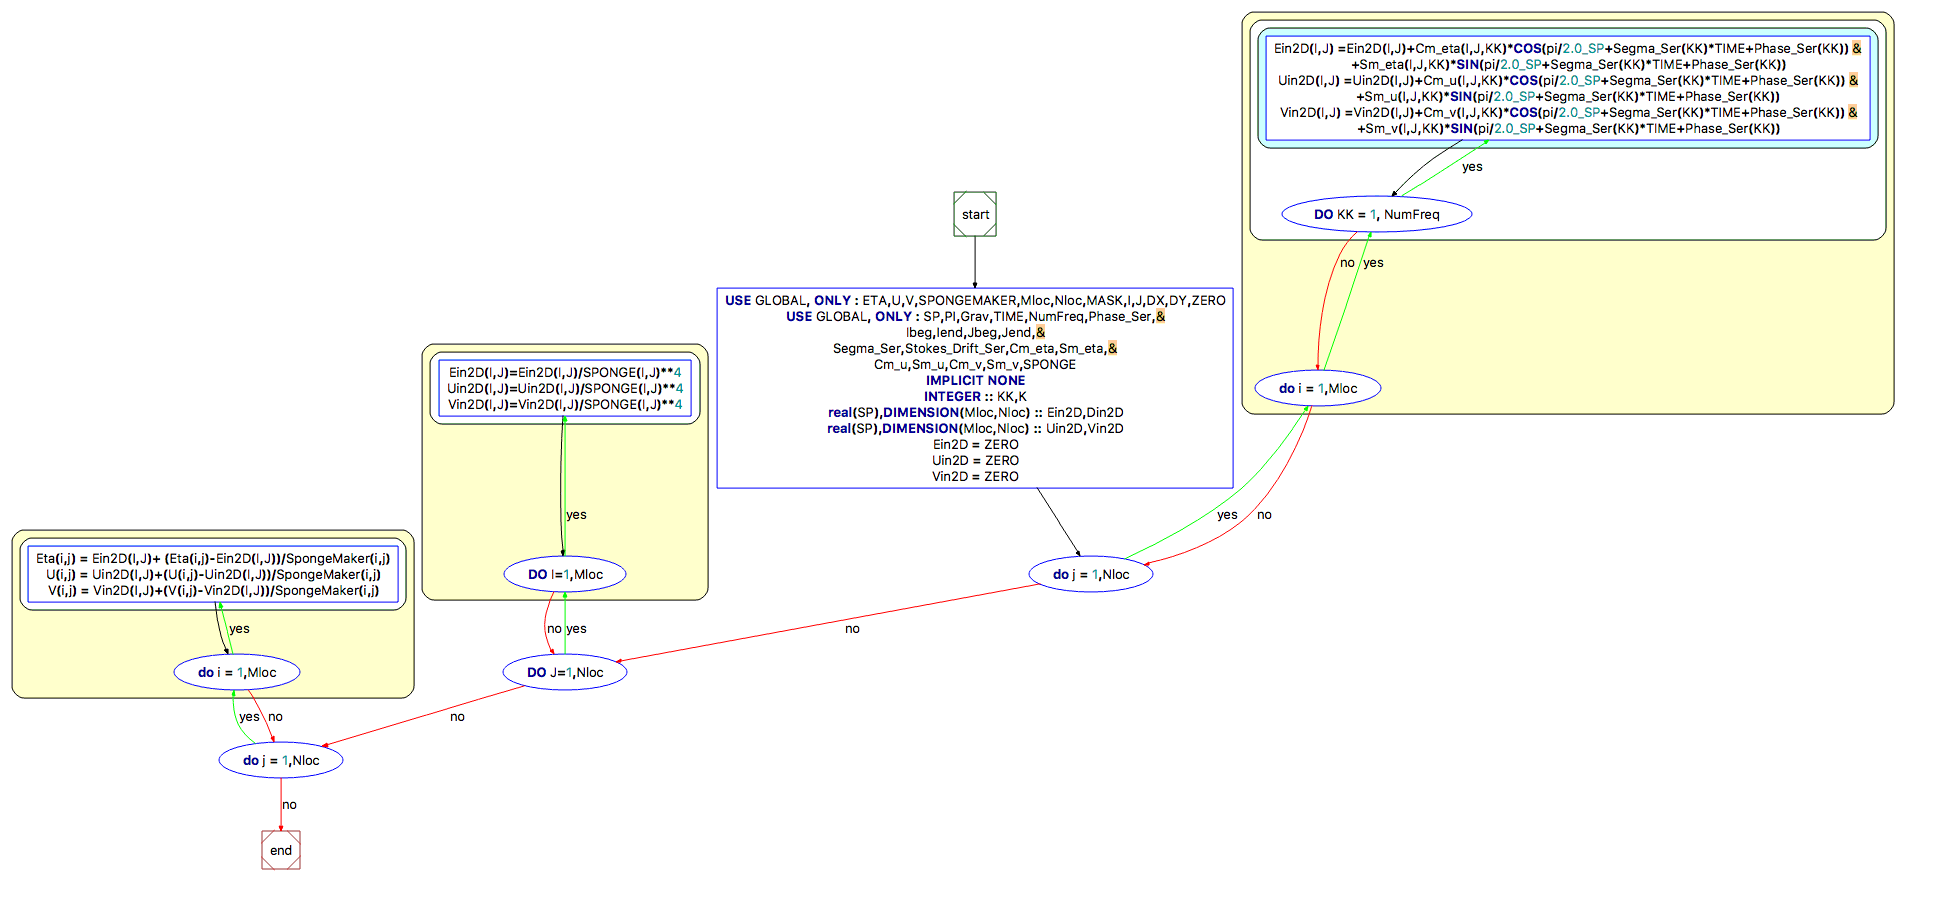 Ein2D(I,J) =Ein2D(I,J)+Cm_eta(I,J,KK)*COS(pi/2.0_SP+Segma_Ser(KK)*TIME+Phase_Ser(KK)) &
+Sm_eta(I,J,KK)*SIN(pi/2.0_SP+Segma_Ser(KK)*TIME+Phase_Ser(KK))
Uin2D(I,J) =Uin2D(I,J)+Cm_u(I,J,KK)*COS(pi/2.0_SP+Segma_Ser(KK)*TIME+Phase_Ser(KK)) &
+Sm_u(I,J,KK)*SIN(pi/2.0_SP+Segma_Ser(KK)*TIME+Phase_Ser(KK))
Vin2D(I,J) =Vin2D(I,J)+Cm_v(I,J,KK)*COS(pi/2.0_SP+Segma_Ser(KK)*TIME+Phase_Ser(KK)) &
+Sm_v(I,J,KK)*SIN(pi/2.0_SP+Segma_Ser(KK)*TIME+Phase_Ser(KK))
yes
DO KK = 1, NumFreq
no yes
do i = 1,Mloc
yes no
start
USE GLOBAL, ONLY : ETA,U,V,SPONGEMAKER,Mloc,Nloc,MASK,I,J,DX,DY,ZERO
USE GLOBAL, ONLY : SP,PI,Grav,TIME,NumFreq,Phase_Ser,&
Ibeg,Iend,Jbeg,Jend,&
Segma_Ser,Stokes_Drift_Ser,Cm_eta,Sm_eta,&
Cm_u,Sm_u,Cm_v,Sm_v,SPONGE
IMPLICIT NONE
INTEGER :: KK,K
real(SP),DIMENSION(Mloc,Nloc) :: Ein2D,Din2D
real(SP),DIMENSION(Mloc,Nloc) :: Uin2D,Vin2D
Ein2D = ZERO
Uin2D = ZERO
Vin2D = ZERO
do j = 1,Nloc
no
Ein2D(I,J)=Ein2D(I,J)/SPONGE(I,J)**4
Uin2D(I,J)=Uin2D(I,J)/SPONGE(I,J)**4
Vin2D(I,J)=Vin2D(I,J)/SPONGE(I,J)**4
yes
DO I=1,Mloc
no yes
DO J=1,Nloc
no
Eta(i,j) = Ein2D(I,J)+ (Eta(i,j)-Ein2D(I,J))/SpongeMaker(i,j)
U(i,j) = Uin2D(I,J)+(U(i,j)-Uin2D(I,J))/SpongeMaker(i,j)
V(i,j) = Vin2D(I,J)+(V(i,j)-Vin2D(I,J))/SpongeMaker(i,j)
yes
do i = 1,Mloc
yes no
do j = 1,Nloc
no
end